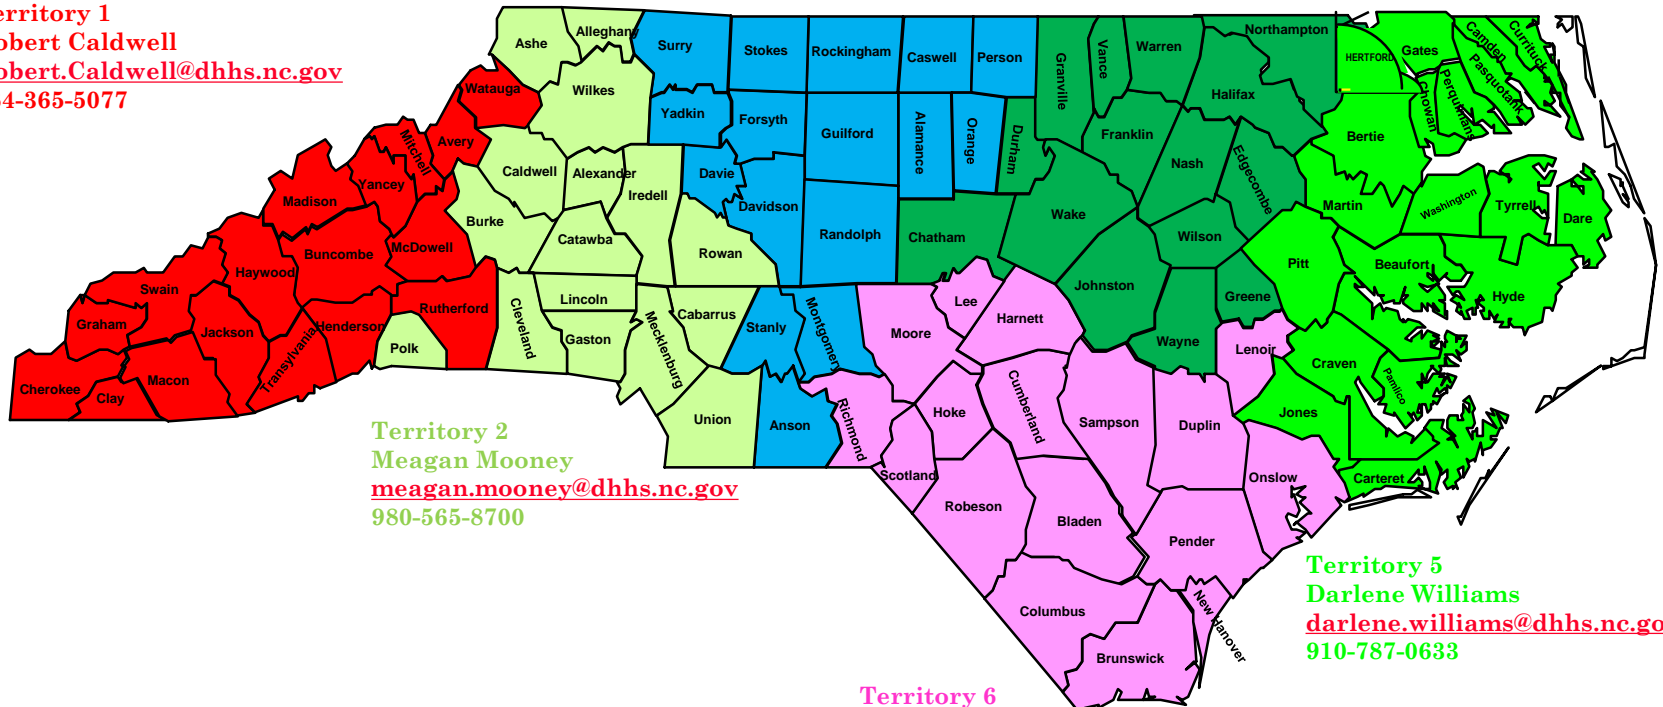 erritory 1
obert Caldwell
obert.Caldwell@dhhs.nc.gov
4-365-5077
Ashe
Alleghany
Surry
Stokes
Rockingham
Caswell
Person
Granville
Vance
Warren
Northampton
HERTFORD
Gates
Camden
Currituck
Pasquotank
Perquimans
Chowan
Watauga
Wilkes
Yadkin
Forsyth
Guilford
Alamance
Orange
Durham
Franklin
Halifax
Nash
Edgecombe
Bertie
Mitchell
Avery
Caldwell
Alexander
Iredell
Davie
Davidson
Randolph
Chatham
Wake
Wilson
Martin
Washington
Tyrrell
Dare
Madison
Yancey
Burke
Catawba
Rowan
Buncombe
McDowell
Haywood
Swain
Graham
Jackson
Henderson
Transylvania
Rutherford
Polk
Cleveland
Lincoln
Gaston
Mecklenburg
Cabarrus
Stanly
Montgomery
Moore
Lee
Harnett
Johnston
Greene
Wayne
Lenoir
Pitt
Beaufort
Hyde
Craven
Pamlico
Jones
Carteret
Cherokee
Clay
Macon
Union
Anson
Richmond
Scotland
Hoke
Cumberland
Sampson
Duplin
Onslow
Robeson
Bladen
Pender
Columbus
Brunswick
New Hanover
Territory 2
Meagan Mooney
meagan.mooney@dhhs.nc.gov
980-565-8700
Territory 5
Darlene Williams
darlene.williams@dhhs.nc.go
910-787-0633
Territory 6